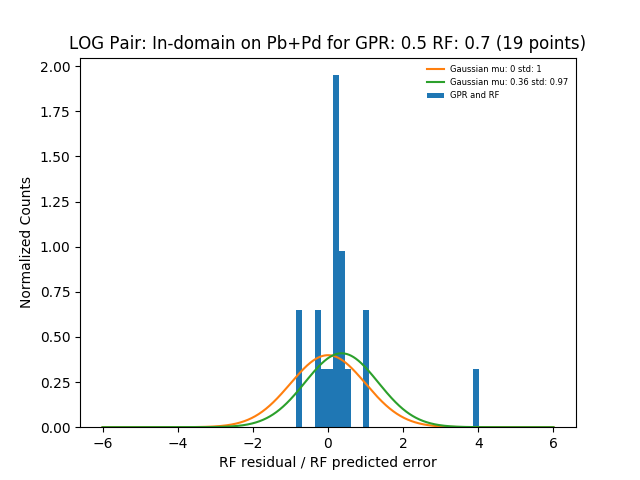 LOG Pair: In-domain on Pb+Pd for GPR: 0.5 RF: 0.7 (19 points)
Gaussian mu: 0 std: 1
Gaussian mu: 0.36 std: 0.97
GPR and RF
Normalized Counts
2.00
1.75
1.50
1.25
1.00
0.75
0.50
0.25
0.00
−6 −4 −2 0 2 4 6
RF residual / RF predicted error